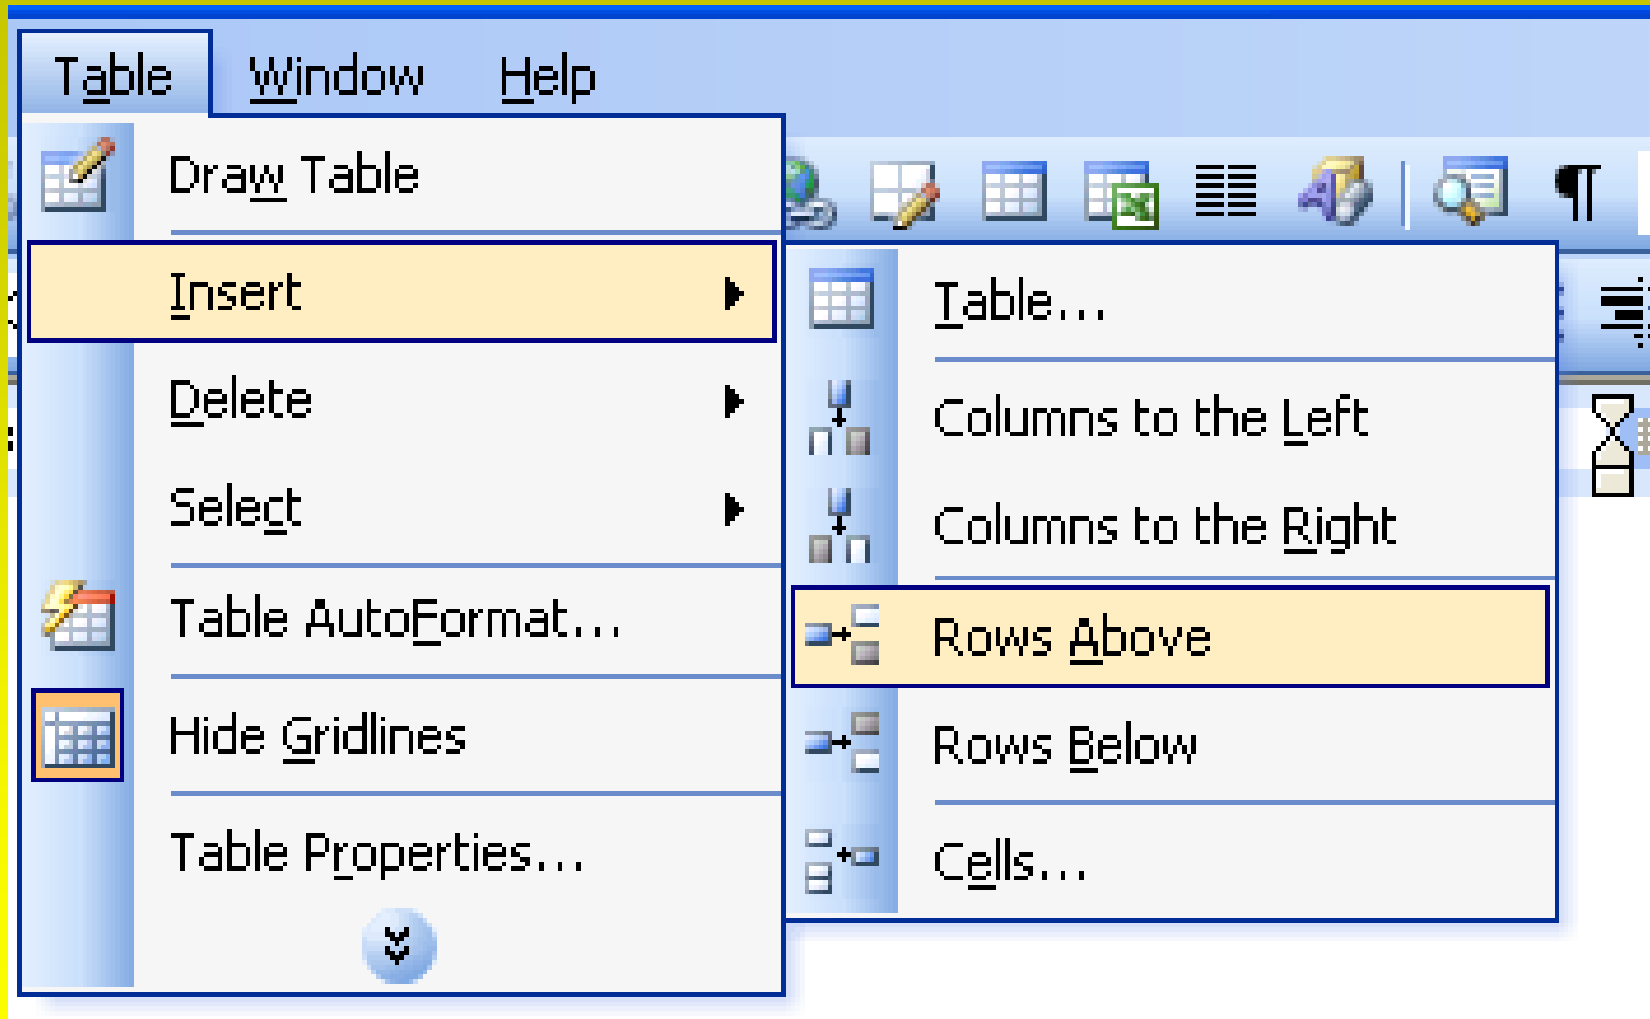 Table Window Help
Draw Table
Insert
Delete
Select
Table AutoFormat...
Hide Gridlines
Table Properties...
Table...
Columns to the Left
Columns to the Right
Rows Above
Rows Below
Cells...